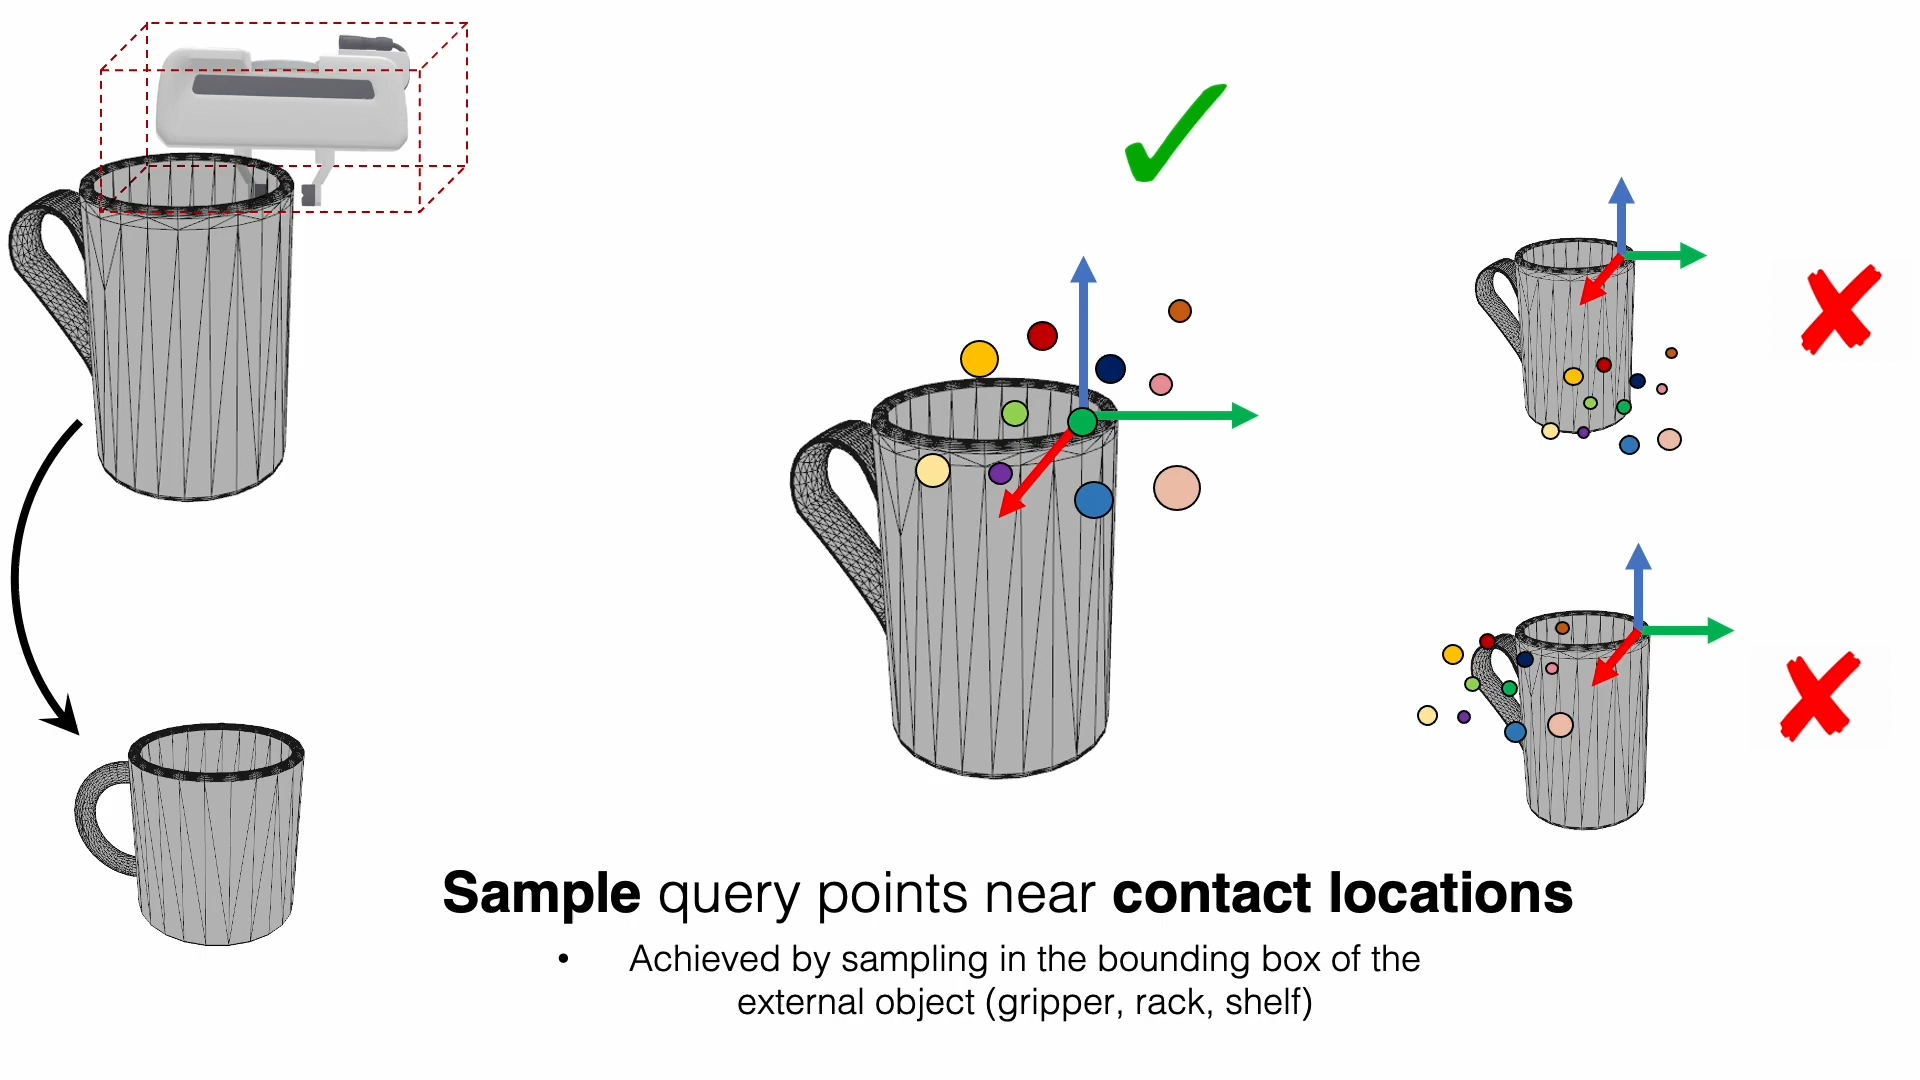 Sample query points near contact locations
• Achieved by sampling in the bounding box of the
external object (gripper, rack, shelf)